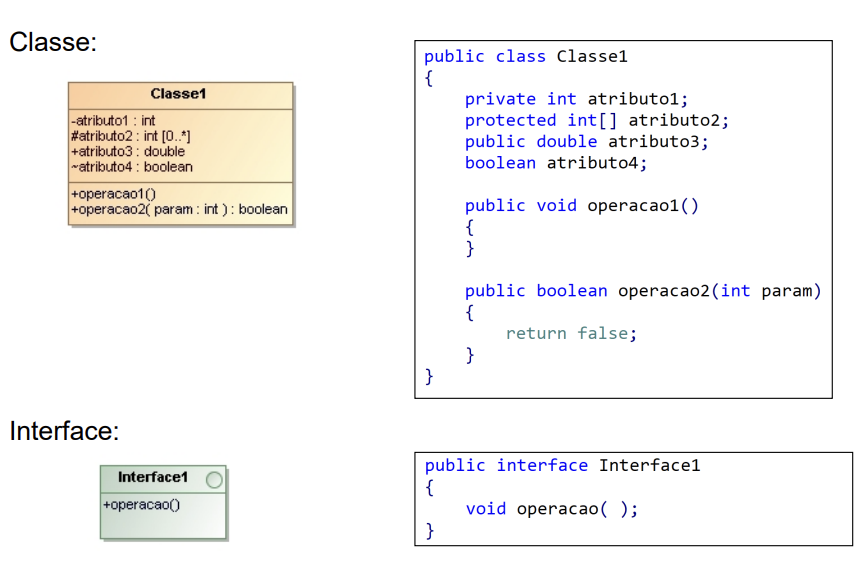 Classe:
Classe1
-atributo1 : int
#atributo2 : int [0..*]
+atributo3 : double
~atributo4 : boolean
+operacao1()
+operacao2( param : int ) : boolean
public class Classe1
{
    private int atributo1;
    protected int[] atributo2;
    public double atributo3;
    boolean atributo4;
    public void operacao1()
    {
    }
    public boolean operacao2(int param)
    {
        return false;
    }
}
Interface:
Interface1
+operacao()
public interface Interface1
{
    void operacao( );
}